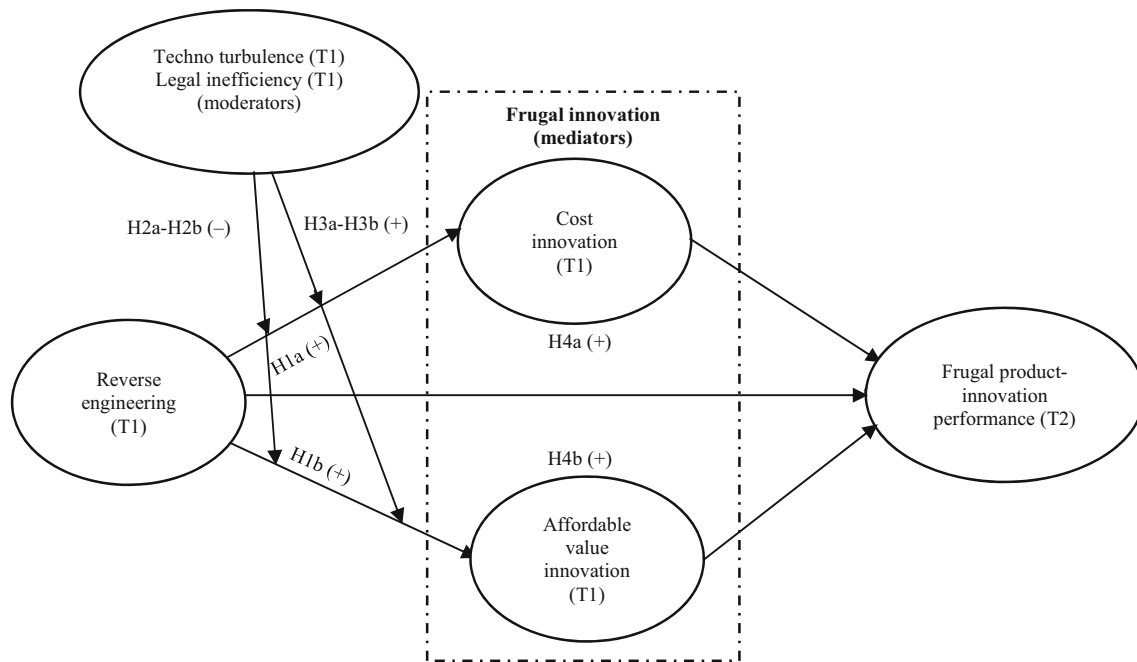 Techno turbulence (T1)
Legal inefficiency (T1)
(moderators)
Frugal innovation
(mediators)
H2a-H2b (–)
H3a-H3b (+)
Cost
innovation
(T1)
H4a (+)
H1a (+)
Reverse
engineering
(T1)
Frugal product-
innovation
performance (T2)
H1b (+)
H4b (+)
Affordable
value
innovation
(T1)